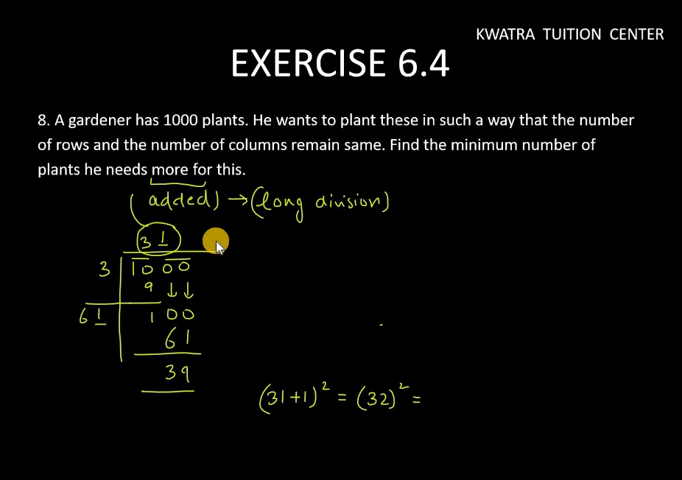 KWATRA TUITION CENTER
EXERCISE 6.4
8. A gardener has 1000 plants. He wants to plant these in such a way that the number
of rows and the number of columns remain same. Find the minimum number of
plants he needs more for this.
(added) → (long division)
31
3 1000
9 ↓↓
61 100
61
39
(31+1)² = (32)² =